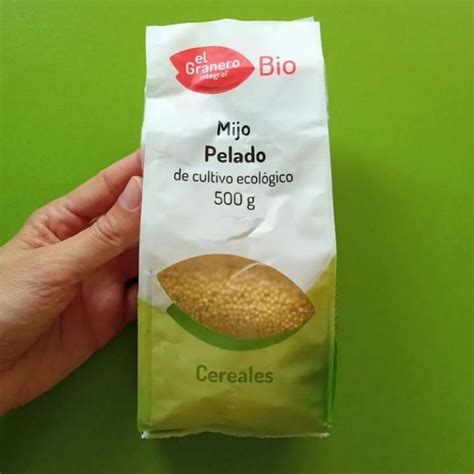 el
Granero
integral
Bio
Mijo
Pelado
de cultivo ecológico
500 g
Cereales